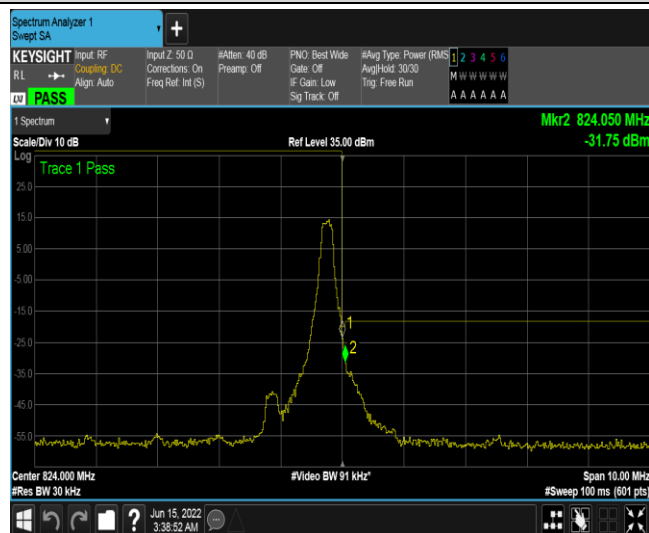 Spectrum Analyzer 1
Swept SA
+
KEYSIGHT
RL
LXI PASS
Input: RF
Coupling: DC
Align: Auto
Input Z: 50 Ω
Corrections: On
Freq Ref: Int (S)
#Atten: 40 dB
Preamp: Off
PNO: Best Wide
Gate: Off
IF Gain: Low
Sig Track: Off
#Avg Type: Power (RMS
Avg|Hold: 30/30
Trig: Free Run
1 2 3 4 5 6
M W W W W W
A A A A A A
1 Spectrum
Mkr2 824.050 MHz
Scale/Div 10 dB
Ref Level 35.00 dBm
-31.75 dBm
Log
Trace 1 Pass
25.0
15.0
5.00
-5.00
-15.0
1
-25.0
2
-35.0
-45.0
-55.0
Center 824.000 MHz
#Video BW 91 kHz*
Span 10.00 MHz
#Res BW 30 kHz
#Sweep 100 ms (601 pts)
?
Jun 15, 2022
3:38:52 AM